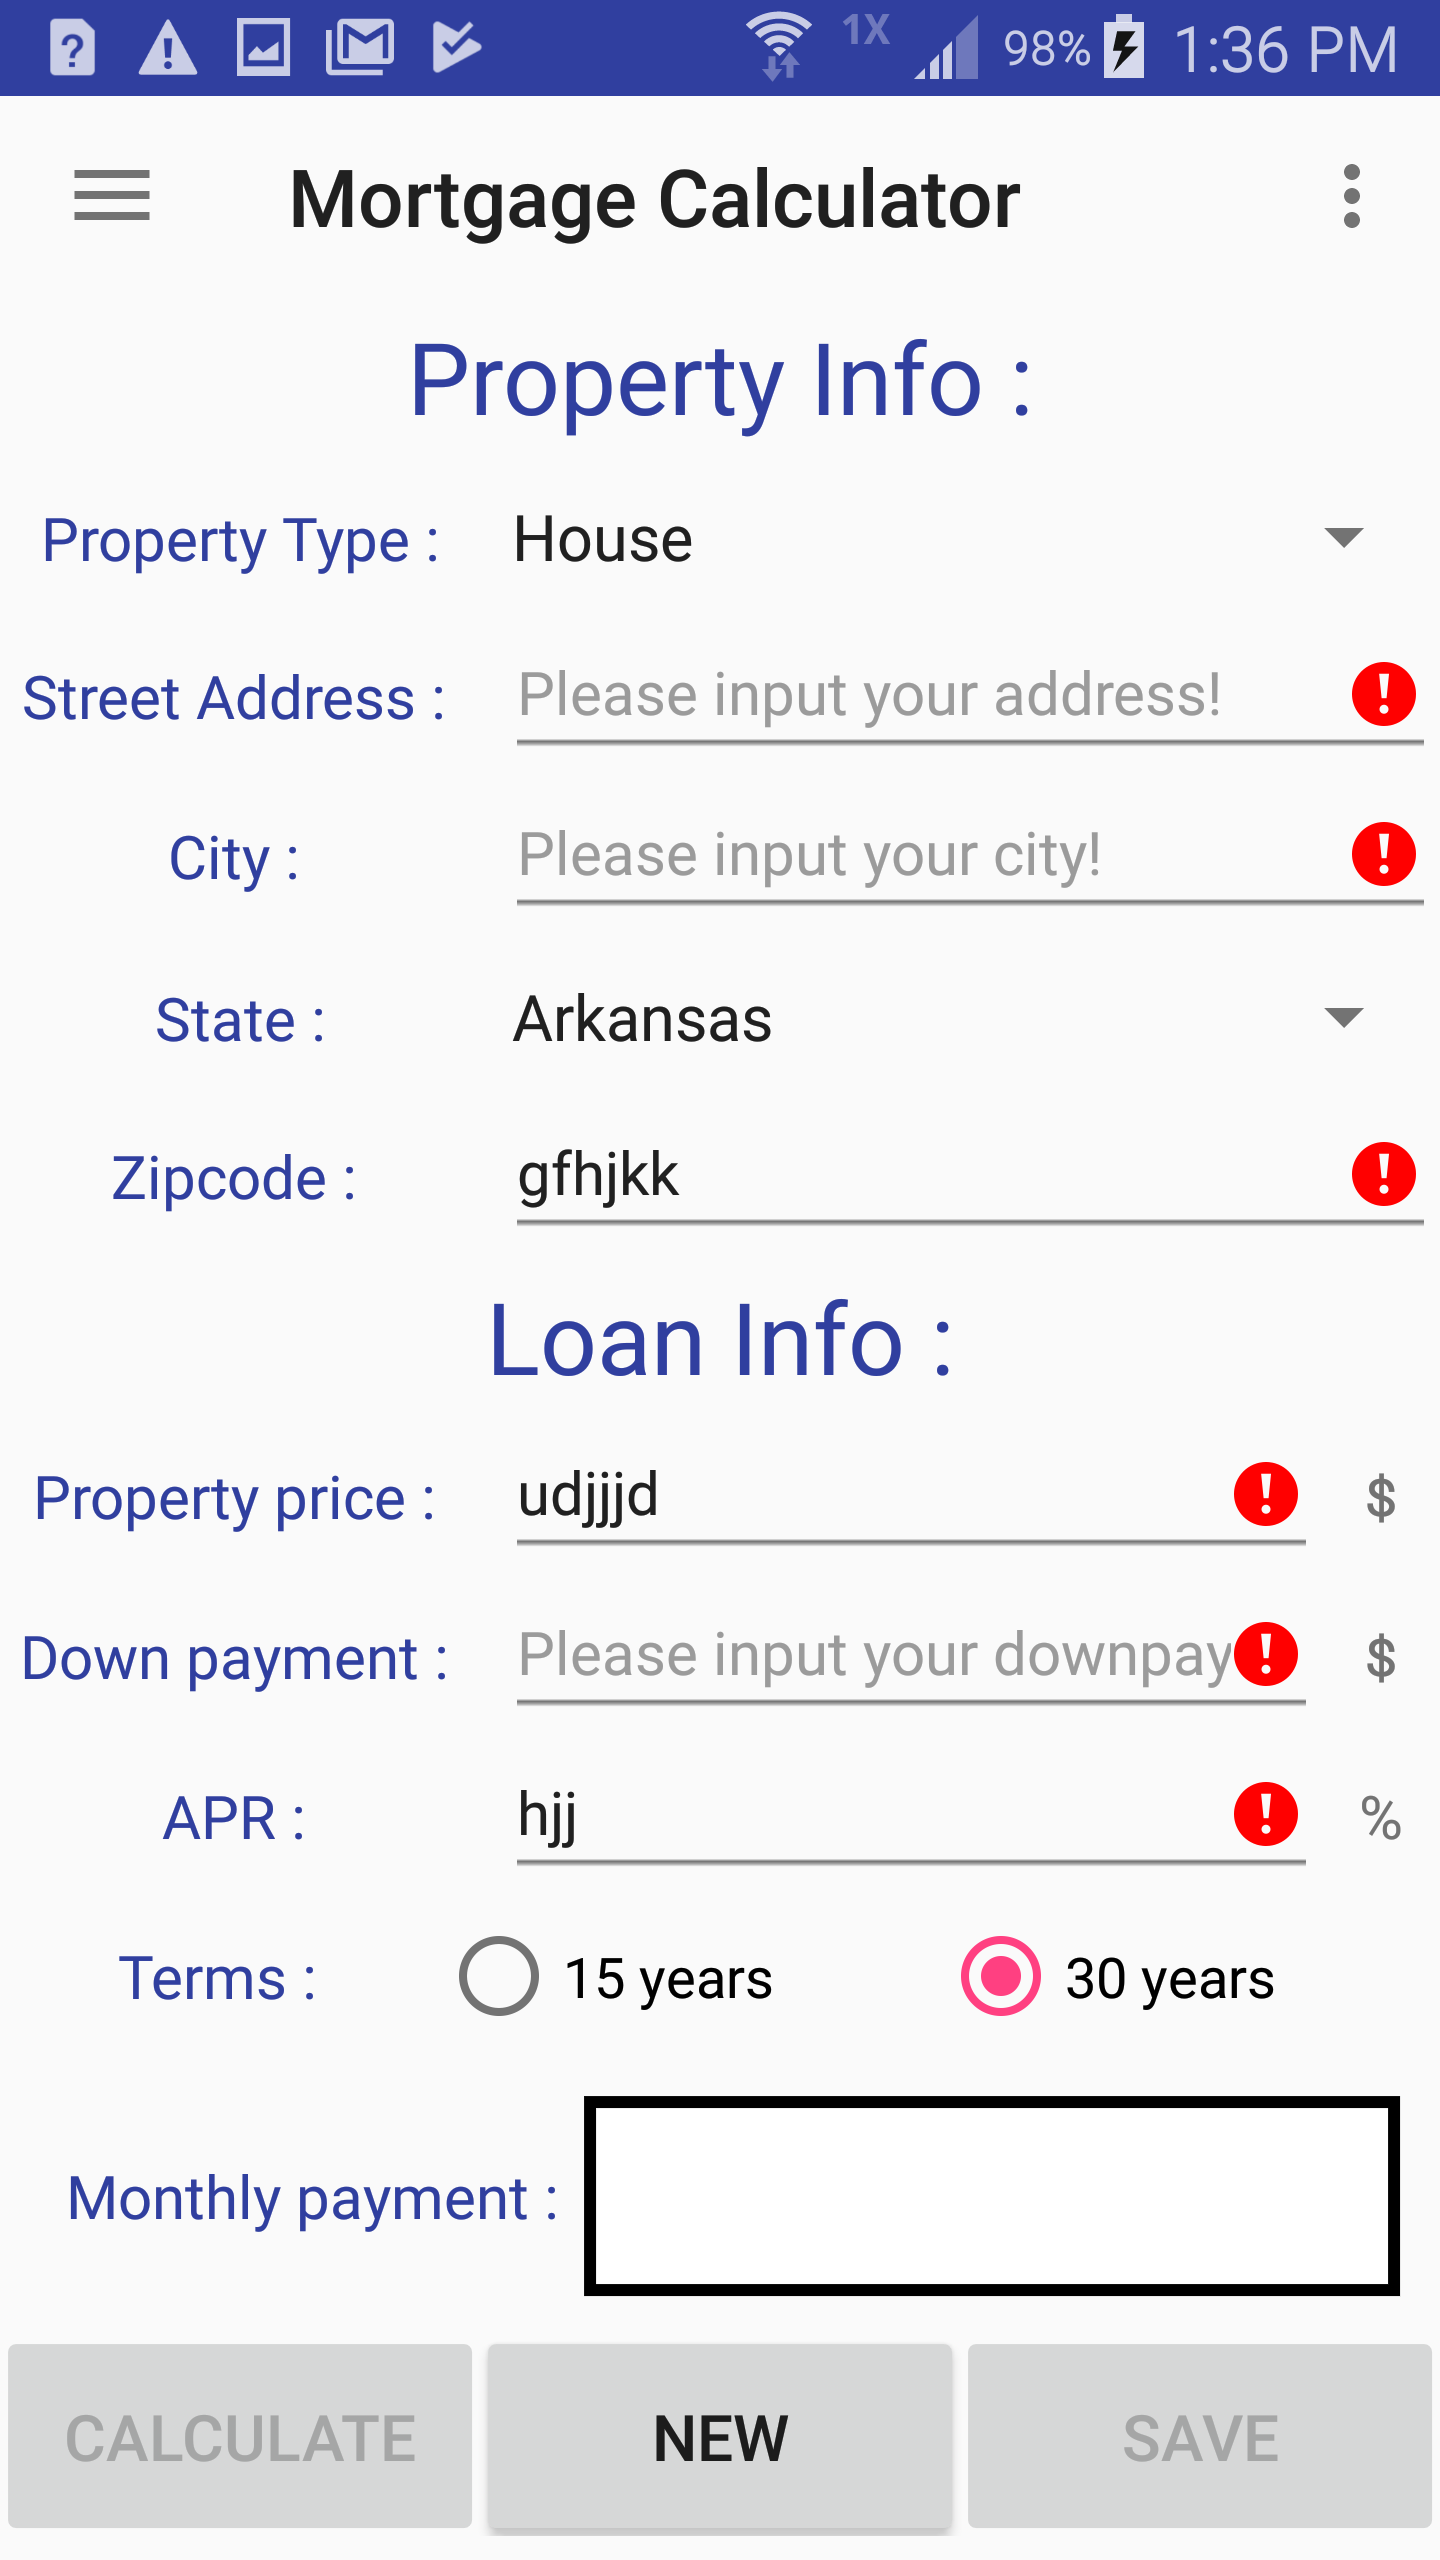 1X 98% 1:36 PM
Mortgage Calculator
Property Info :
Property Type : House
Street Address : Please input your address!
City : Please input your city!
State : Arkansas
Zipcode : gfhjkk
Loan Info :
Property price : udjjjd $
Down payment : Please input your downpay $
APR : hjj %
Terms : 15 years 30 years
Monthly payment :
CALCULATE NEW SAVE